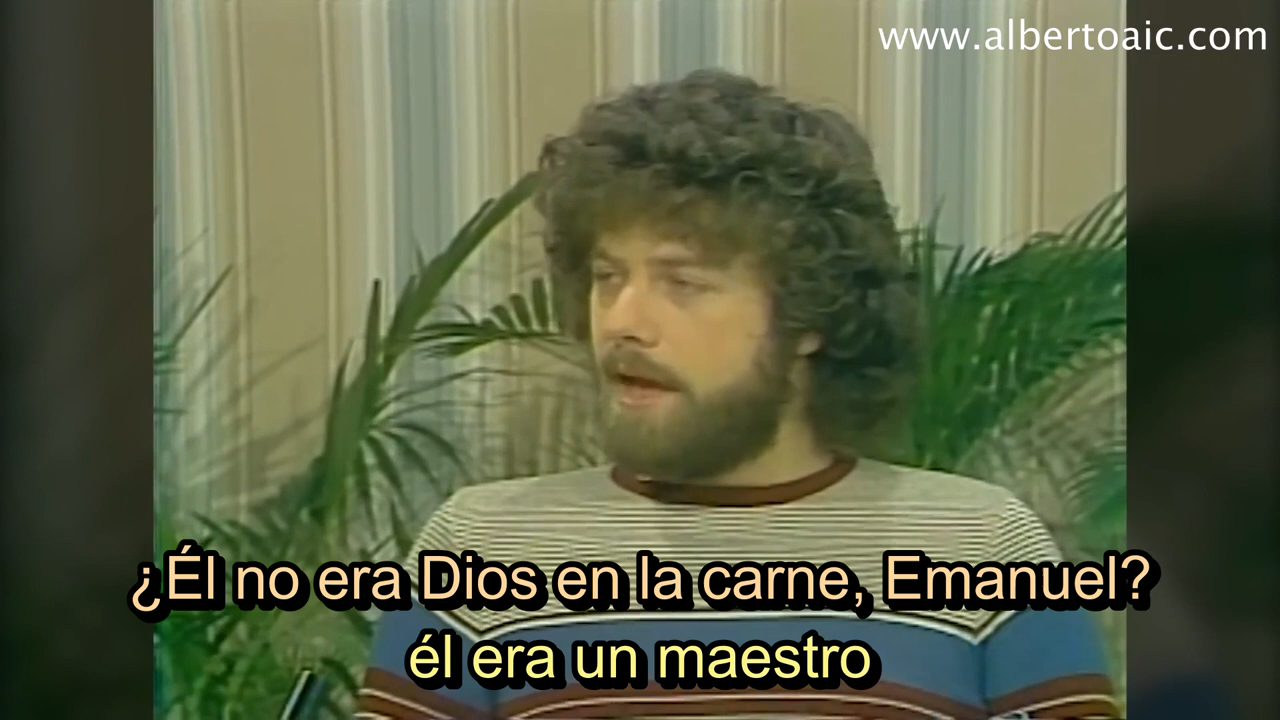 www.albertoaic.com
¿Él no era Dios en la carne, Emanuel?
él era un maestro